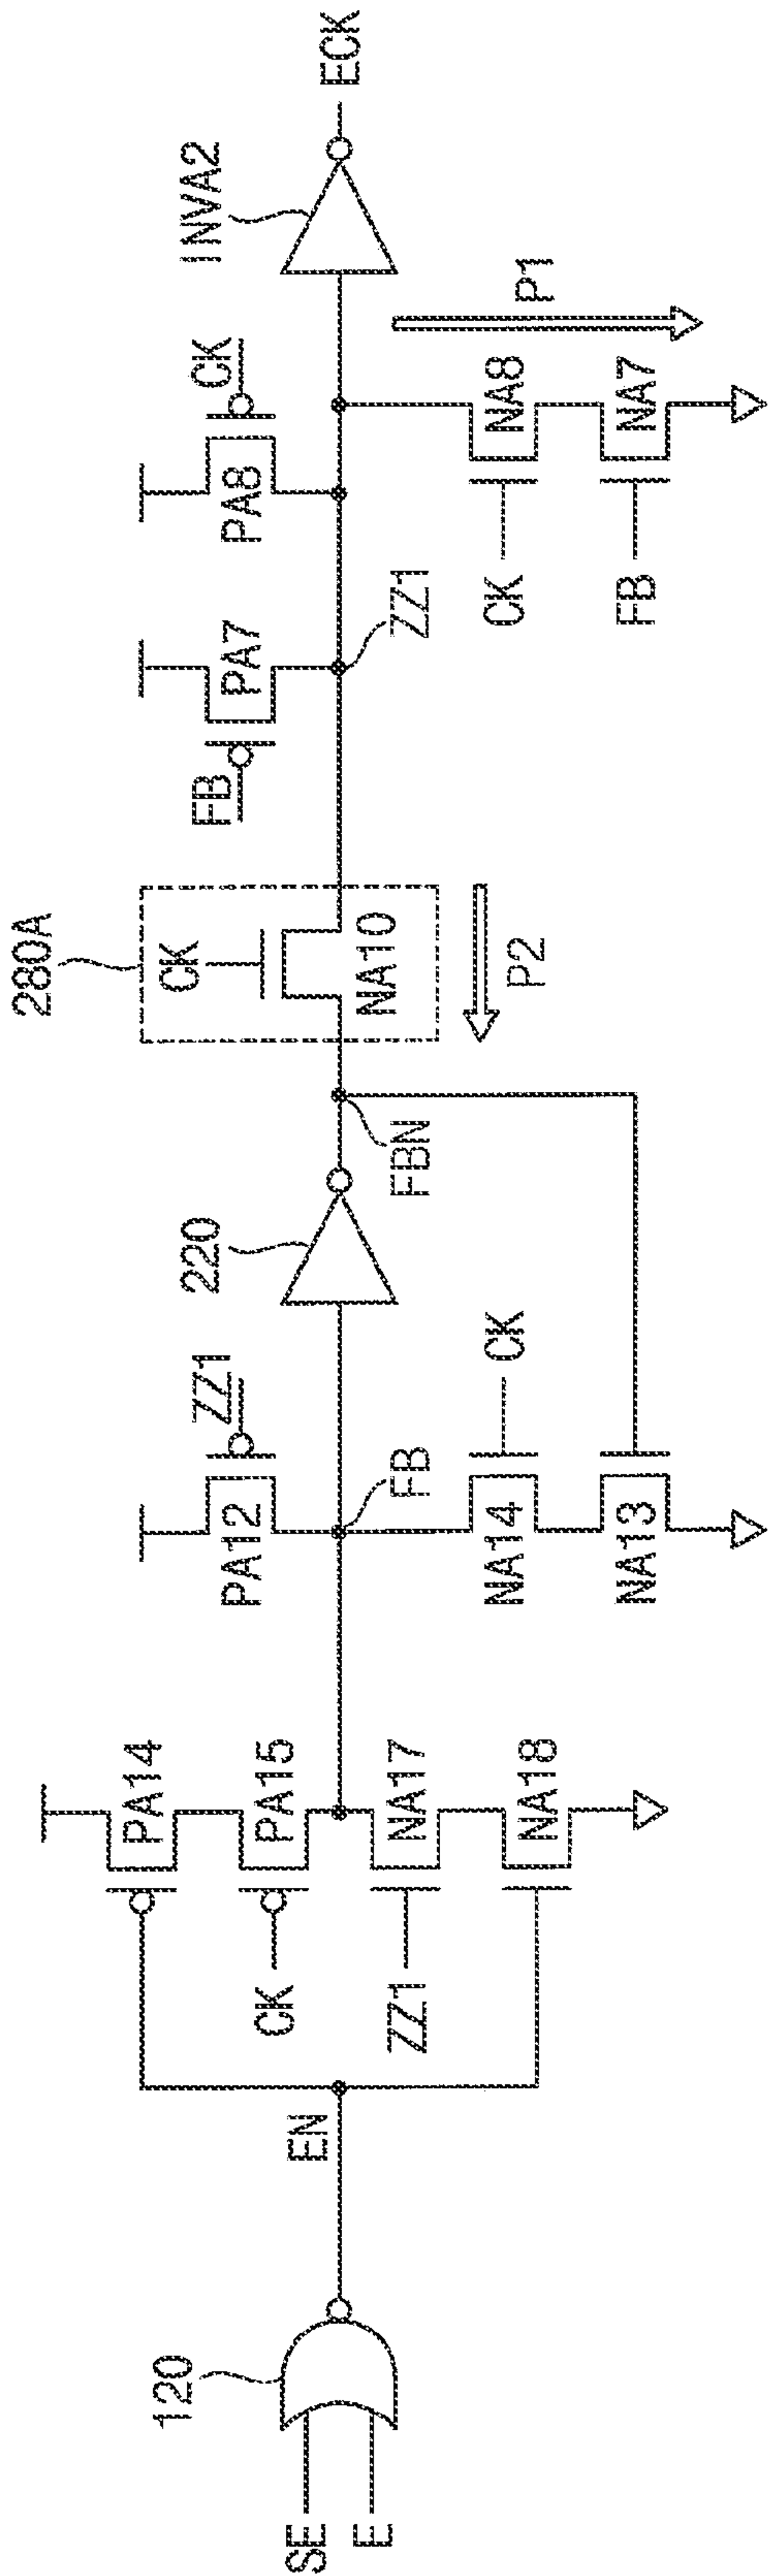 SE
E
120
EN
CK
ZZ1
PA14
PA15
NA17
NA18
PA12
ZZ1
FB
NA14
NA13
CK
220
FBN
280A
CK
NA10
P2
FB
PA7
ZZ1
PA8
CK
CK
FB
NA8
NA7
P1
INVA2
ECK